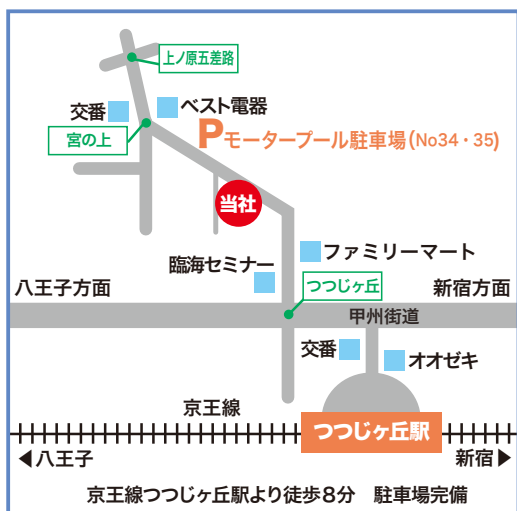 上ノ原五差路
交番
ベスト電器
宮の上
Pモータープール駐車場(No34・35)
当社
ファミリーマート
臨海セミナー
つつじヶ丘
八王子方面
新宿方面
甲州街道
交番
オオゼキ
京王線
つつじヶ丘駅
◀八王子
新宿▶
京王線つつじヶ丘駅より徒歩8分 駐車場完備